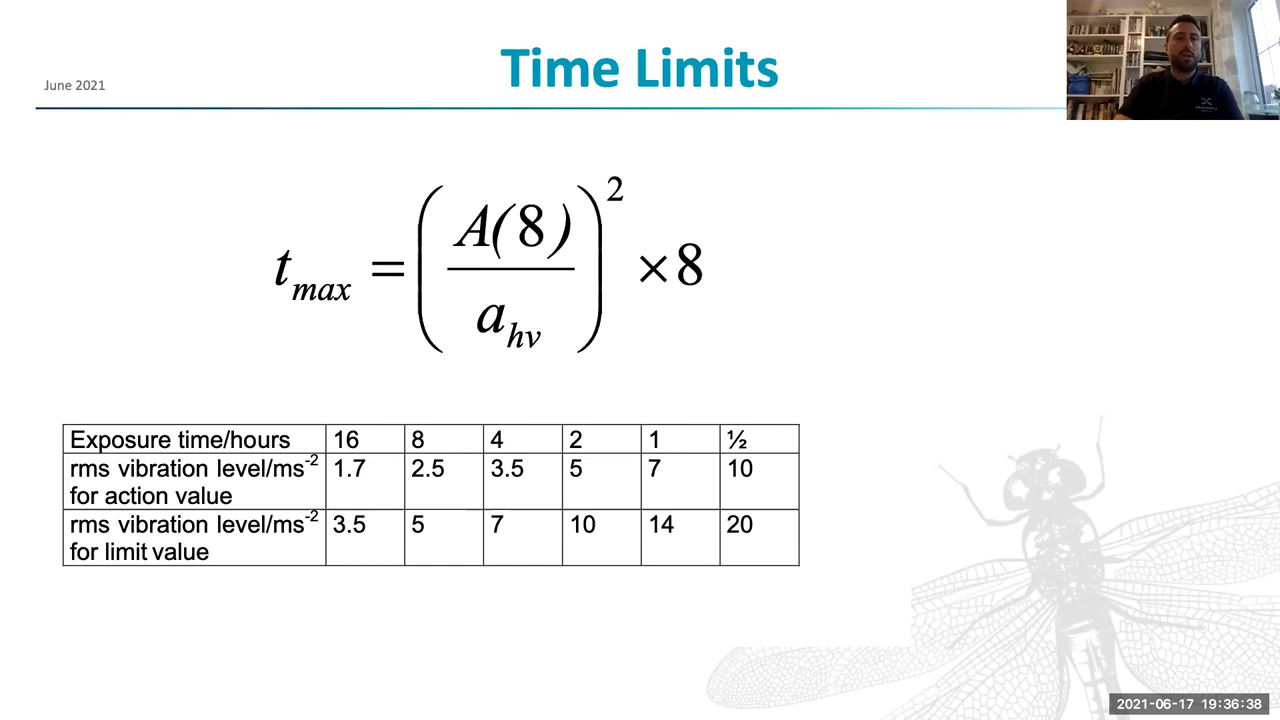 Time Limits
June 2021
t_max = ( A(8) / a_hv )^2 × 8
Exposure time/hours 16 8 4 2 1 ½
rms vibration level/ms^-2 1.7 2.5 3.5 5 7 10
for action value
rms vibration level/ms^-2 3.5 5 7 10 14 20
for limit value
2021-06-17 19:36:38